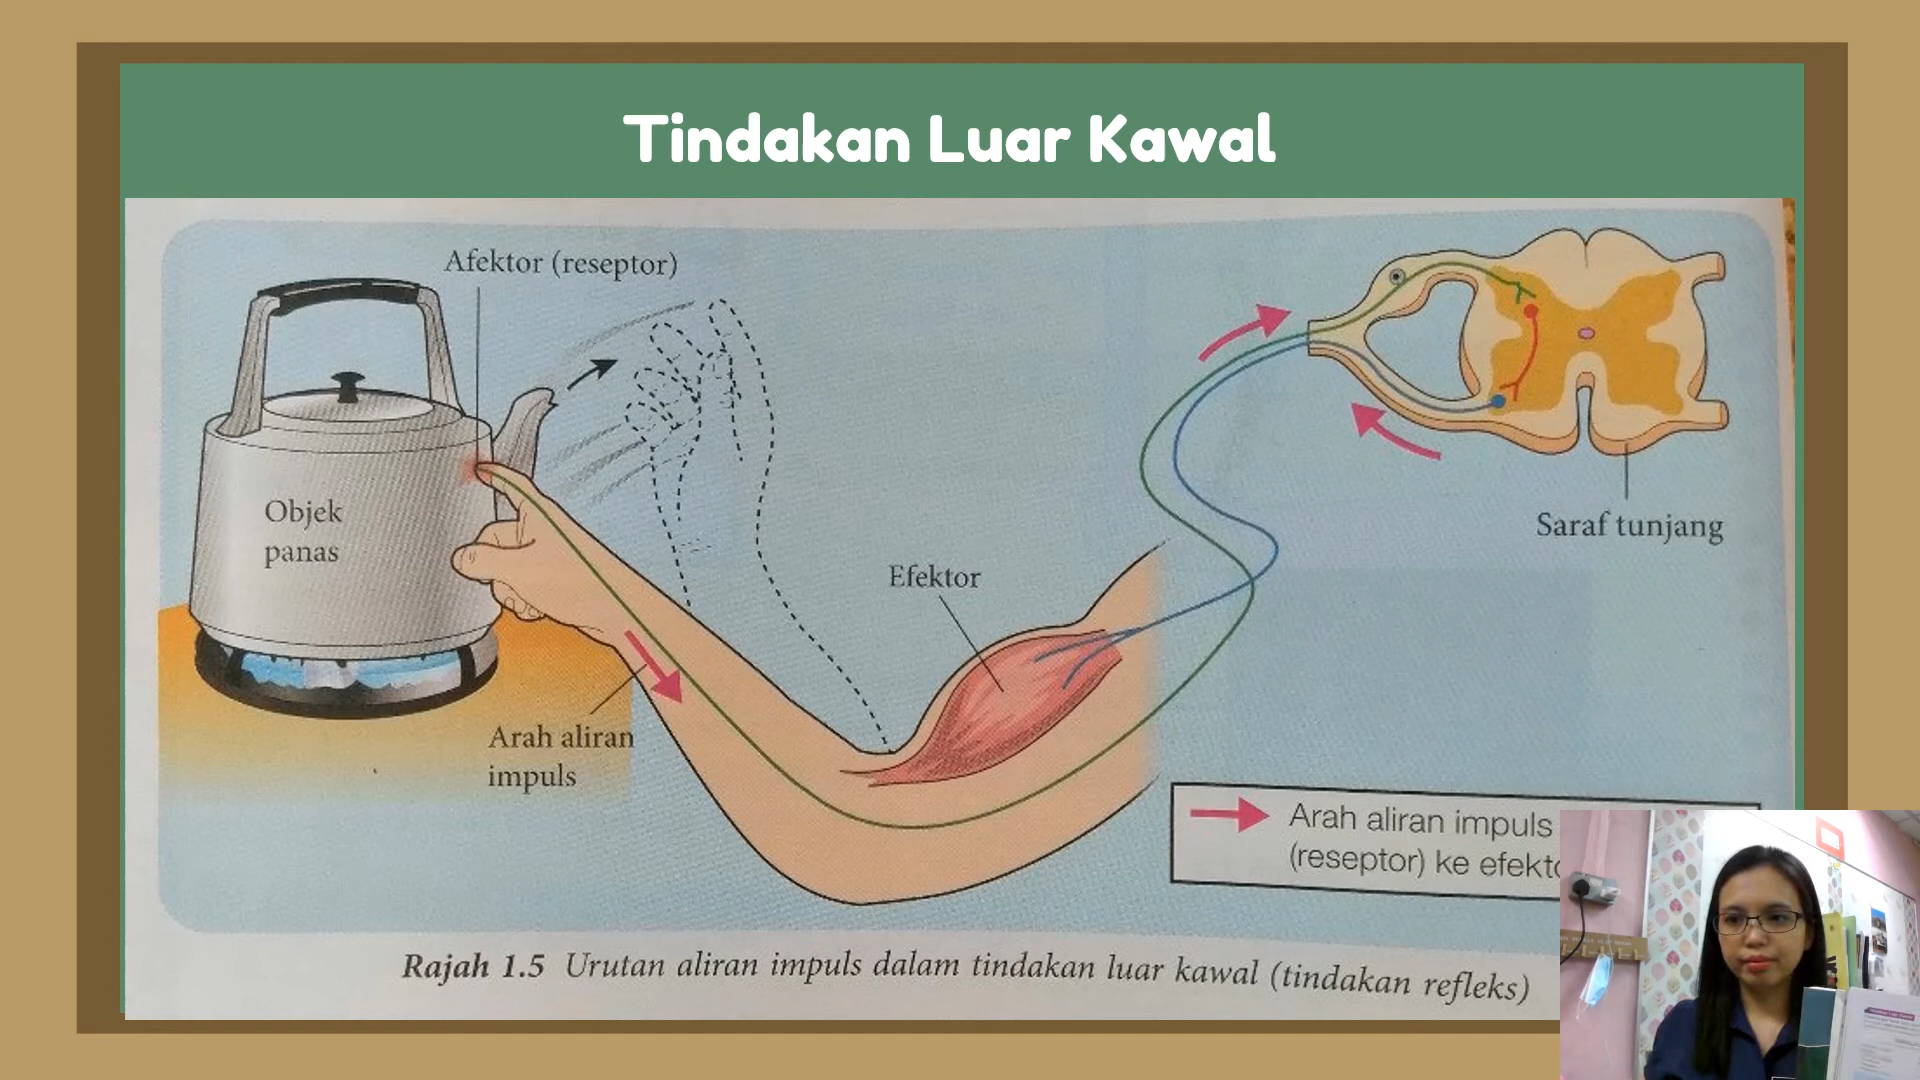 Tindakan Luar Kawal
Afektor (reseptor)
Objek
panas
Efektor
Saraf tunjang
Arah aliran
impuls
Arah aliran impuls
(reseptor) ke
Rajah 1.5 Urutan aliran impuls dalam tindakan luar kawal (tindakan refleks)